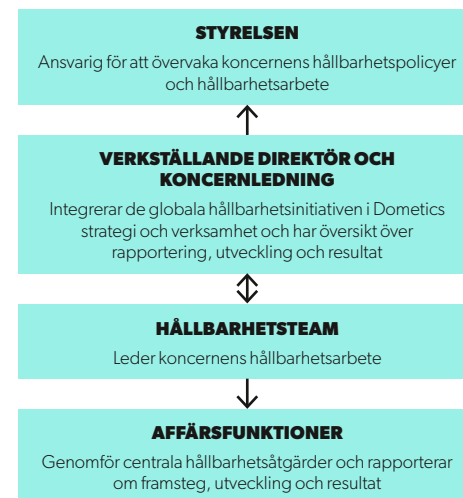 STYRELSEN
Ansvarig för att övervaka koncernens hållbarhetspolicyer
och hållbarhetsarbete
VERKSTÄLLANDE DIREKTÖR OCH
KONCERNLEDNING
Integrerar de globala hållbarhetsinitiativen i Dometics
strategi och verksamhet och har översikt över
rapportering, utveckling och resultat
HÅLLBARHETSTEAM
Leder koncernens hållbarhetsarbete
AFFÄRSFUNKTIONER
Genomför centrala hållbarhetsåtgärder och rapporterar
om framsteg, utveckling och resultat